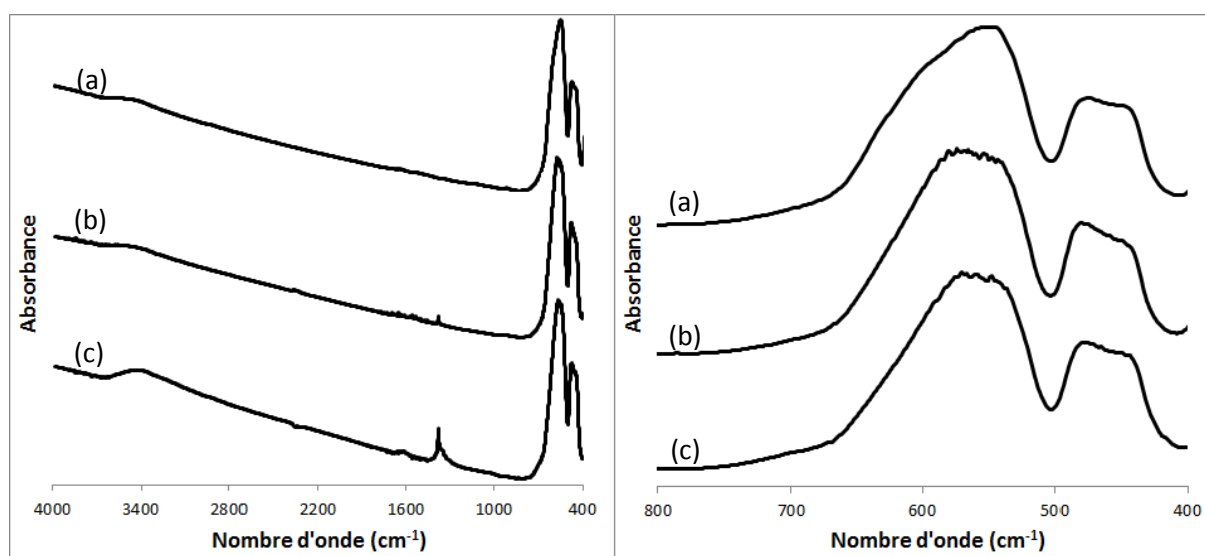 (a)
(b)
(c)
Absorbance
4000 3400 2800 2200 1600 1000 400
Nombre d'onde (cm-1)
(a)
(b)
(c)
Absorbance
800 700 600 500 400
Nombre d'onde (cm-1)